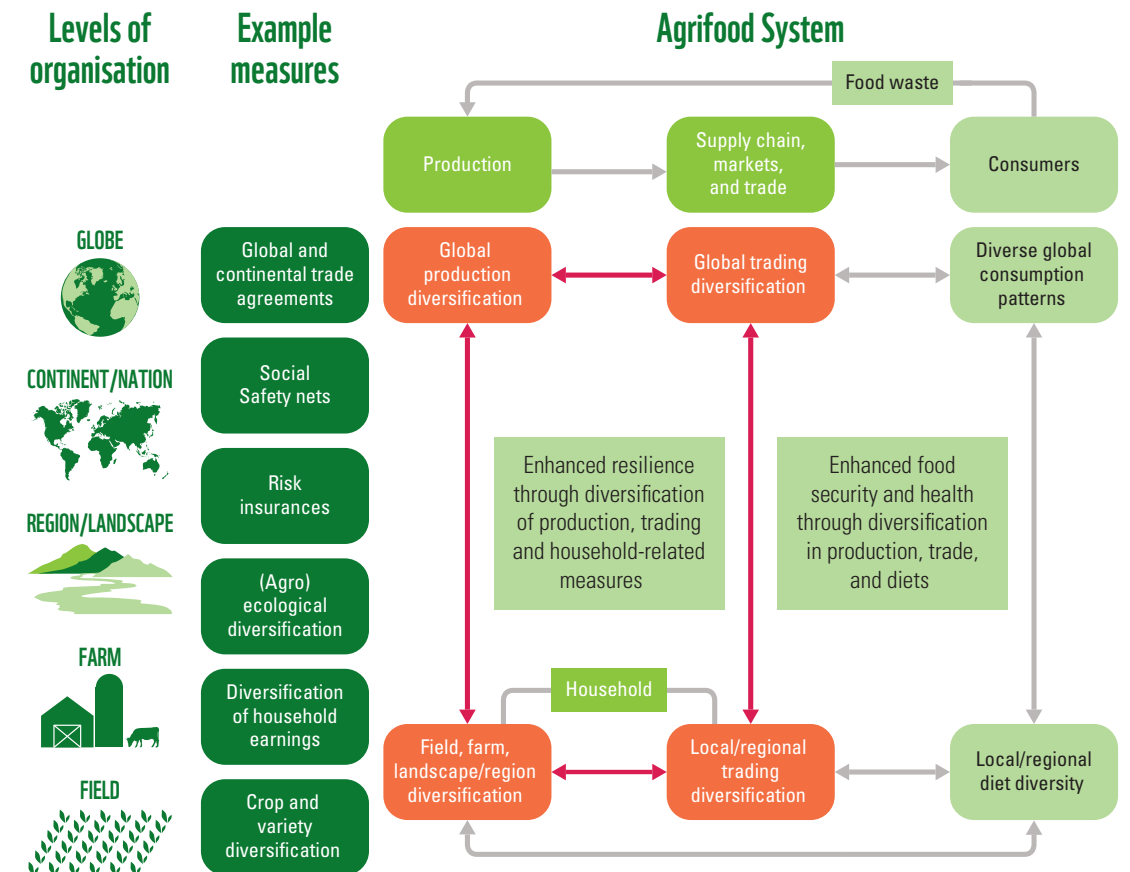 Levels of
organisation
Example
measures
Agrifood System
Food waste
Production
Supply chain,
markets,
and trade
Consumers
GLOBE
Global and
continental trade
agreements
Global
production
diversification
Global trading
diversification
Diverse global
consumption
patterns
CONTINENT/NATION
Social
Safety nets
Risk
insurances
Enhanced resilience
through diversification
of production, trading
and household-related
measures
Enhanced food
security and health
through diversification
in production, trade,
and diets
REGION/LANDSCAPE
(Agro)
ecological
diversification
FARM
Diversification
of household
earnings
Household
Field, farm,
landscape/region
diversification
Local/regional
trading
diversification
Local/regional
diet diversity
FIELD
Crop and
variety
diversification